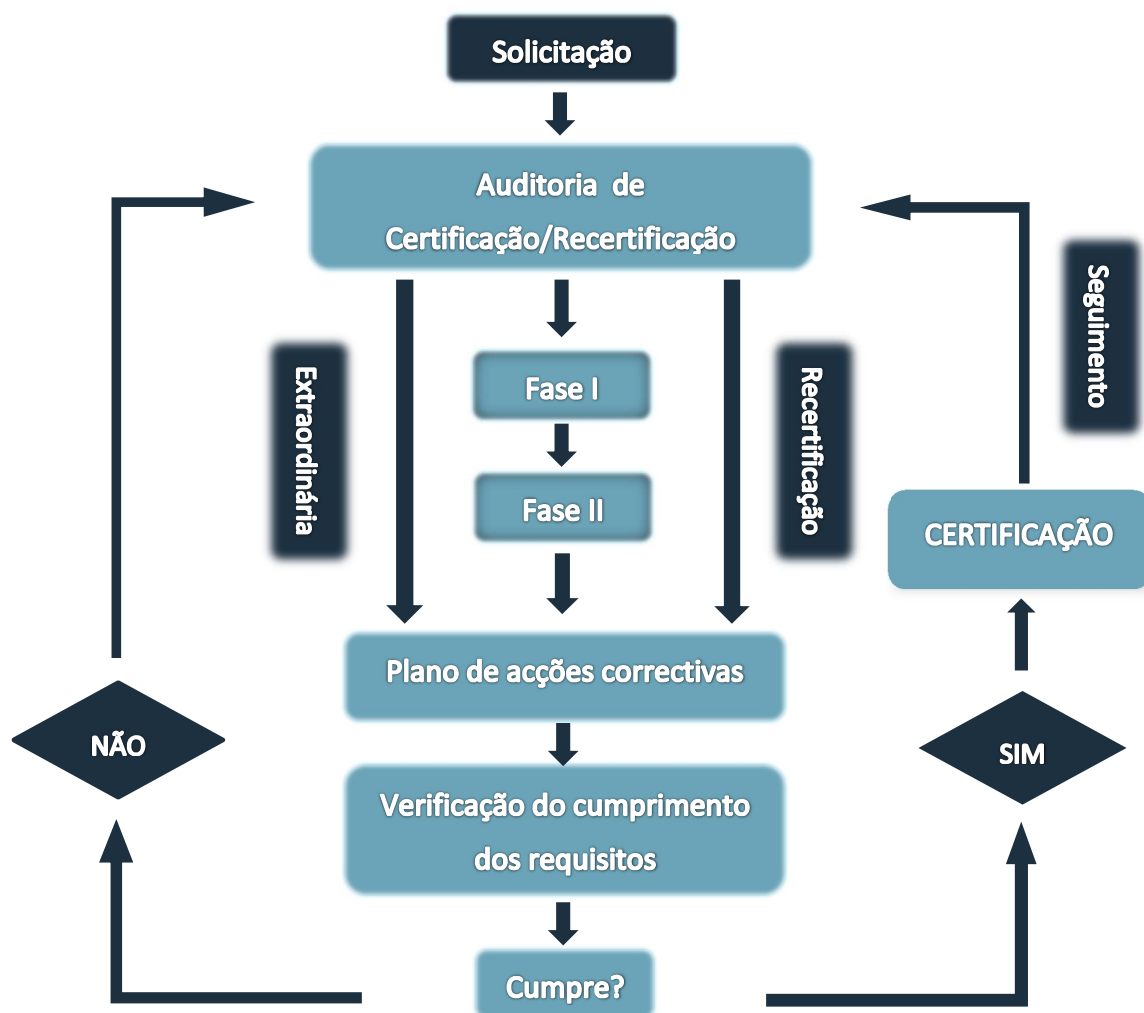 Solicitação
Auditoria de
Certificação/Recertificação
Seguimento
Extraordinária
Fase I
Recertificação
Fase II
CERTIFICAÇÃO
Plano de acções correctivas
NÃO
SIM
Verificação do cumprimento
dos requisitos
Cumpre?